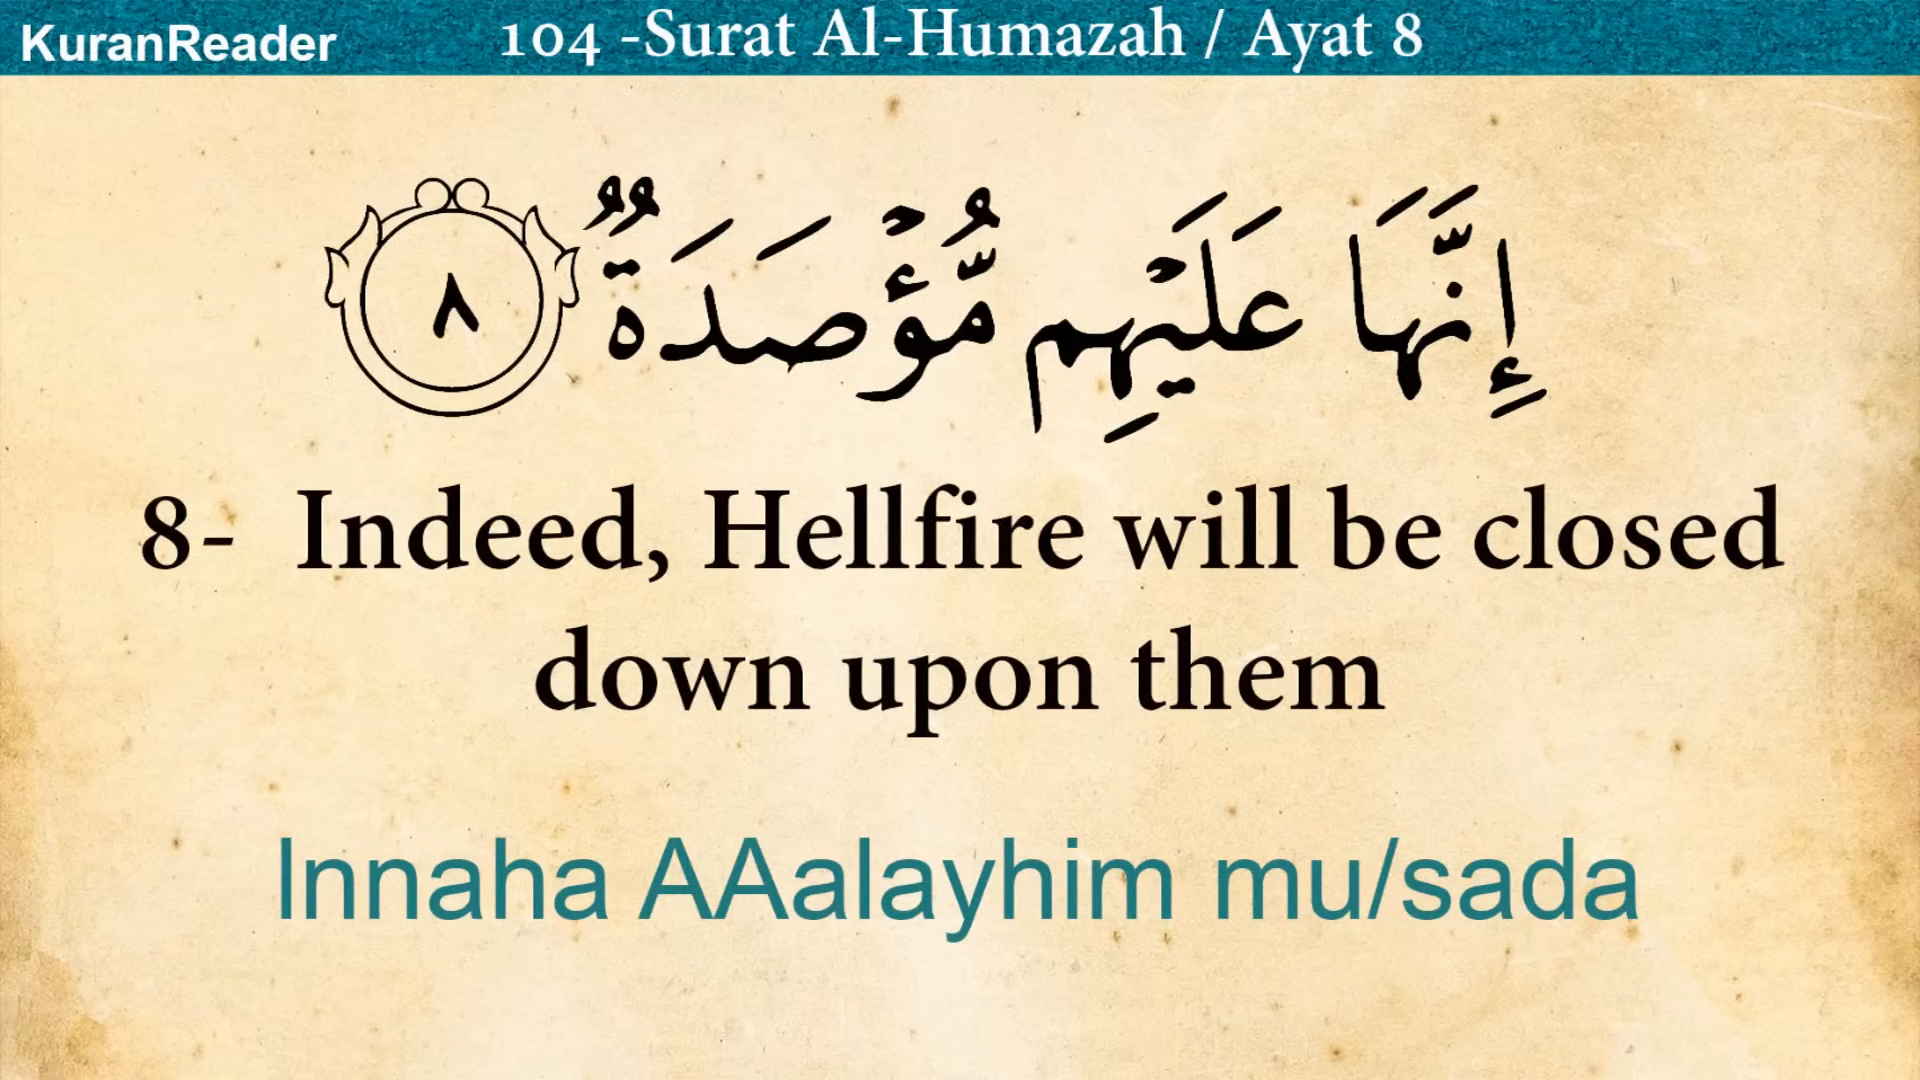 KuranReader
104 -Surat Al-Humazah / Ayat 8
إِنَّهَا عَلَيْهِم مُّؤْصَدَةٌ ٨
8- Indeed, Hellfire will be closed
down upon them
Innaha AAalayhim mu/sada